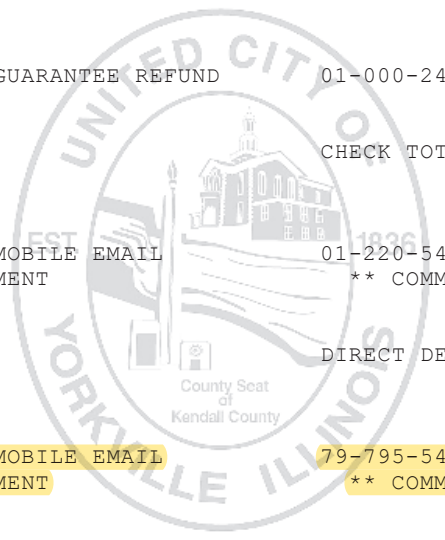 UNITED CITY OF
GUARANTEE REFUND 01-000-24
CHECK TOT
EST 1836
MOBILE EMAIL 01-220-54
MENT ** COMM
DIRECT DE
County Seat
of
Kendall County
MOBILE EMAIL 79-795-54
MENT ** COMM
YORKVILLE ILLINOIS